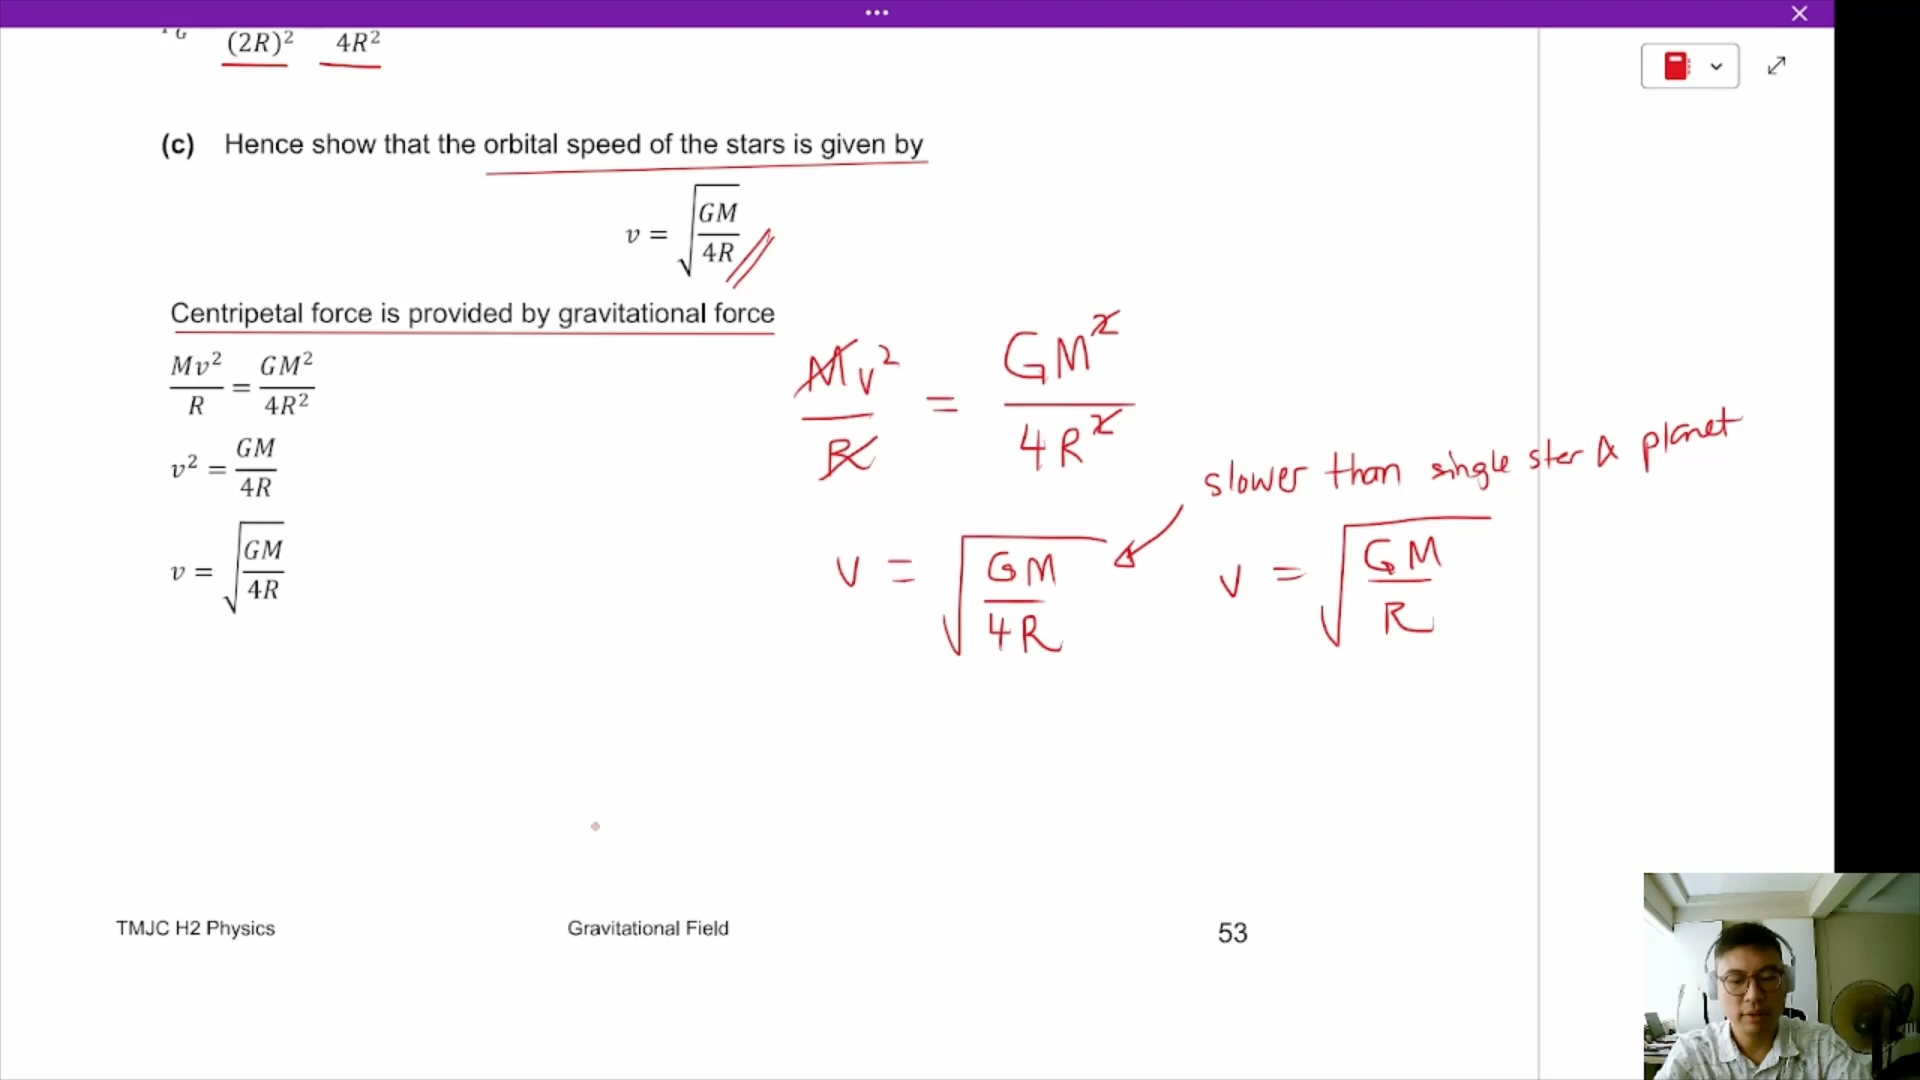 (2R)² 4R²
(c) Hence show that the orbital speed of the stars is given by
v = √(GM/4R)
Centripetal force is provided by gravitational force
Mv²/R = GM²/4R²
v² = GM/4R
v = √(GM/4R)
Mv²/R = GM²/4R²
slower than single star & planet
v = √(GM/4R) v = √(GM/R)
TMJC H2 Physics Gravitational Field 53